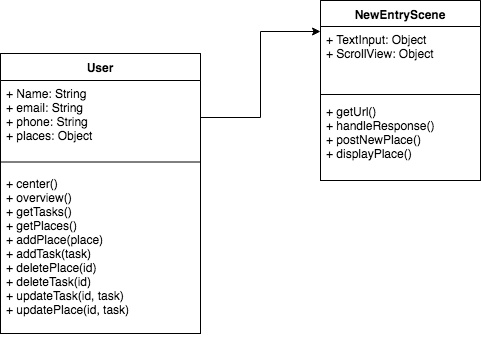 NewEntryScene
+ TextInput: Object
+ ScrollView: Object
+ getUrl()
+ handleResponse()
+ postNewPlace()
+ displayPlace()
User
+ Name: String
+ email: String
+ phone: String
+ places: Object
+ center()
+ overview()
+ getTasks()
+ getPlaces()
+ addPlace(place)
+ addTask(task)
+ deletePlace(id)
+ deleteTask(id)
+ updateTask(id, task)
+ updatePlace(id, task)